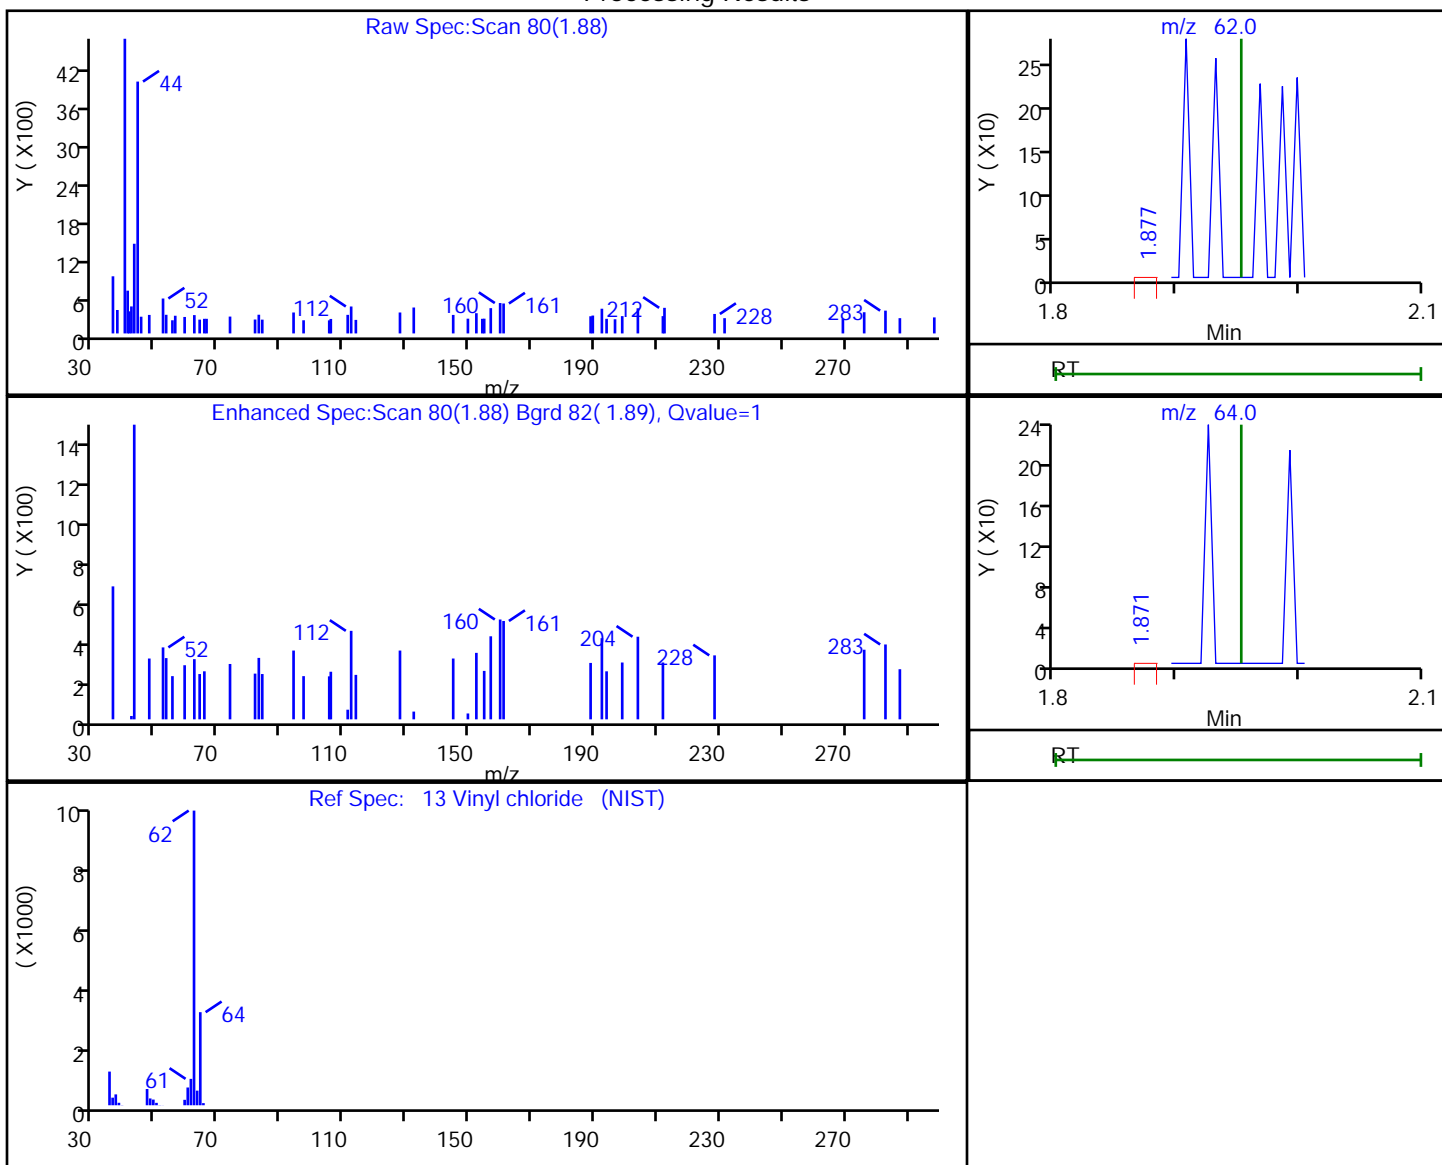 Processing Results
Raw Spec:Scan 80(1.88)
Y ( X100)
42
36
30
24
18
12
6
0
44
52
112
160
161
212
228
283
30 70 110 150 190 230 270
m/z
m/z 62.0
Y ( X10)
25
20
15
10
5
0
1.877
1.8 2.1
Min
RT
Enhanced Spec:Scan 80(1.88) Bgrd 82( 1.89), Qvalue=1
Y ( X100)
14
12
10
8
6
4
2
0
52
112
160
161
204
228
283
30 70 110 150 190 230 270
m/z
m/z 64.0
Y ( X10)
24
20
16
12
8
4
0
1.871
1.8 2.1
Min
RT
Ref Spec: 13 Vinyl chloride (NIST)
( X1000)
10
8
6
4
2
0
62
64
61
30 70 110 150 190 230 270